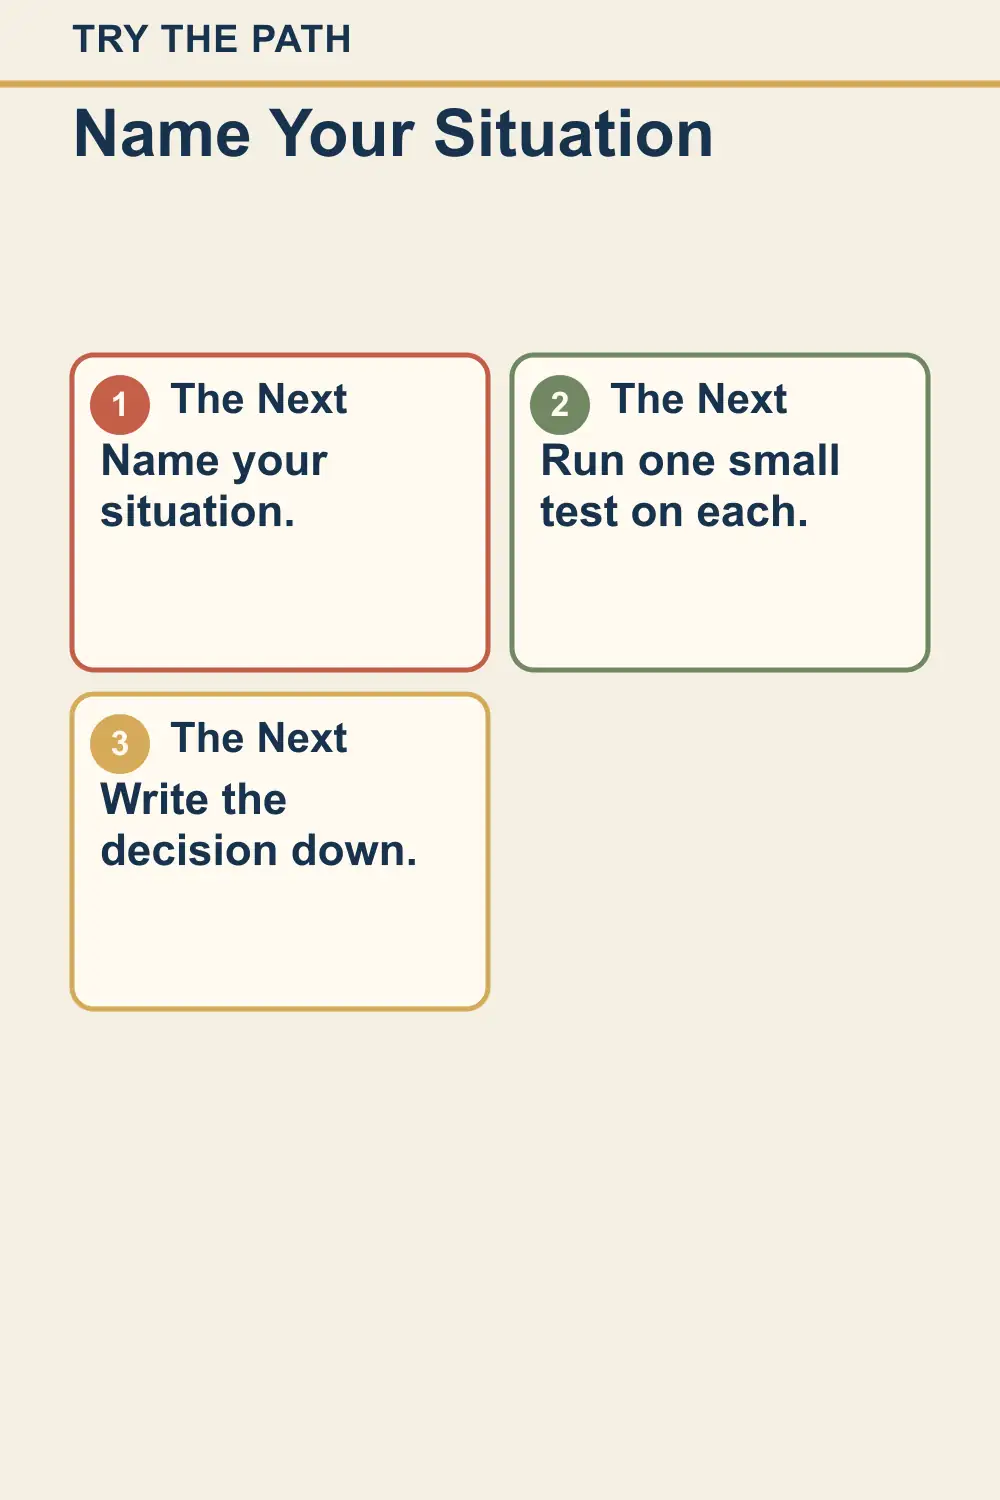 TRY THE PATH
Name Your Situation
1 The Next
Name your
situation.
2 The Next
Run one small
test on each.
3 The Next
Write the
decision down.